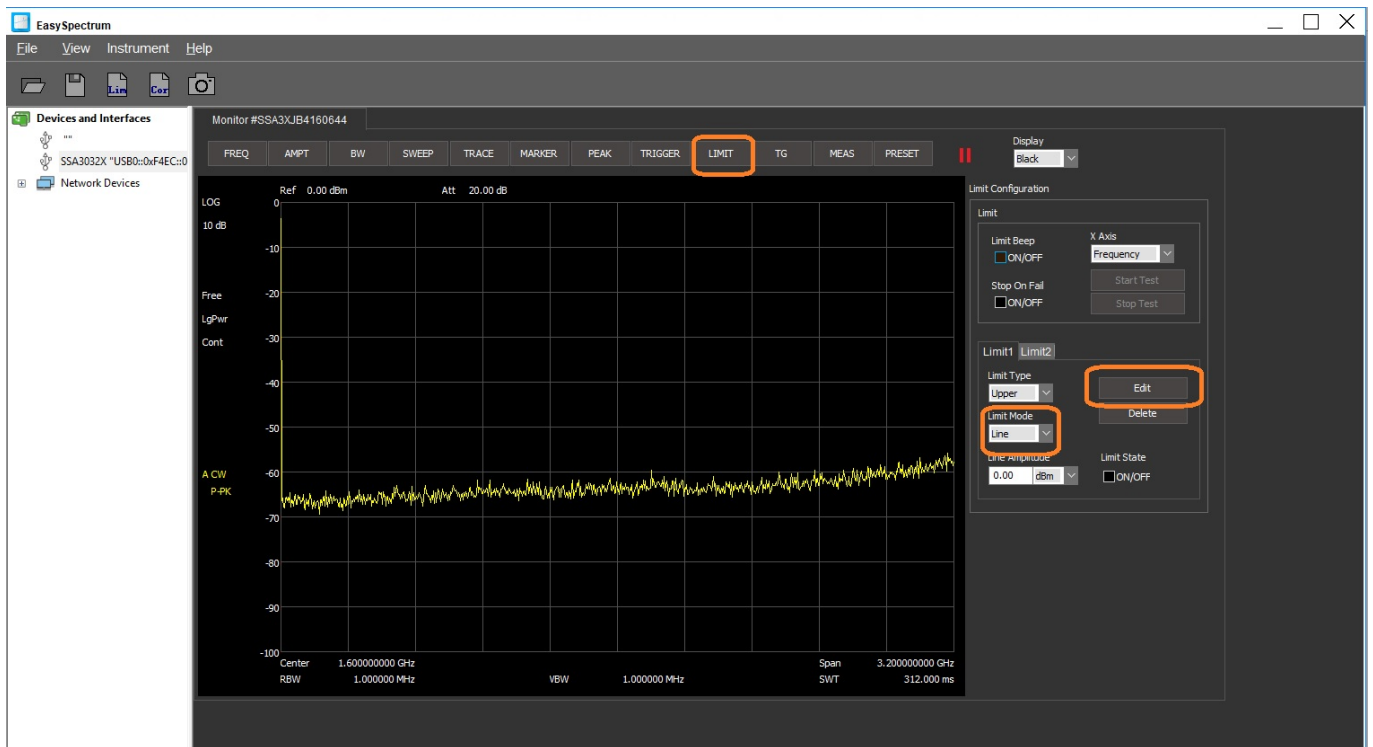 EasySpectrum
File View Instrument Help
Lim Cor
Devices and Interfaces
""
SSA3032X "USB0::0xF4EC::0
Network Devices
Monitor #SSA3XJB4160644
FREQ AMPT BW SWEEP TRACE MARKER PEAK TRIGGER LIMIT TG MEAS PRESET
Display
Black
Ref 0.00 dBm Att 20.00 dB
LOG
10 dB
Free
LgPwr
Cont
A CW
P-PK
0
-10
-20
-30
-40
-50
-60
-70
-80
-90
-100
Center 1.600000000 GHz Span 3.200000000 GHz
RBW 1.000000 MHz VBW 1.000000 MHz SWT 312.000 ms
Limit Configuration
Limit
Limit Beep X Axis
ON/OFF Frequency
Stop On Fail Start Test
ON/OFF Stop Test
Limit1 Limit2
Limit Type
Upper Edit
Limit Mode Delete
Line
Line Amplitude Limit State
0.00 dBm ON/OFF